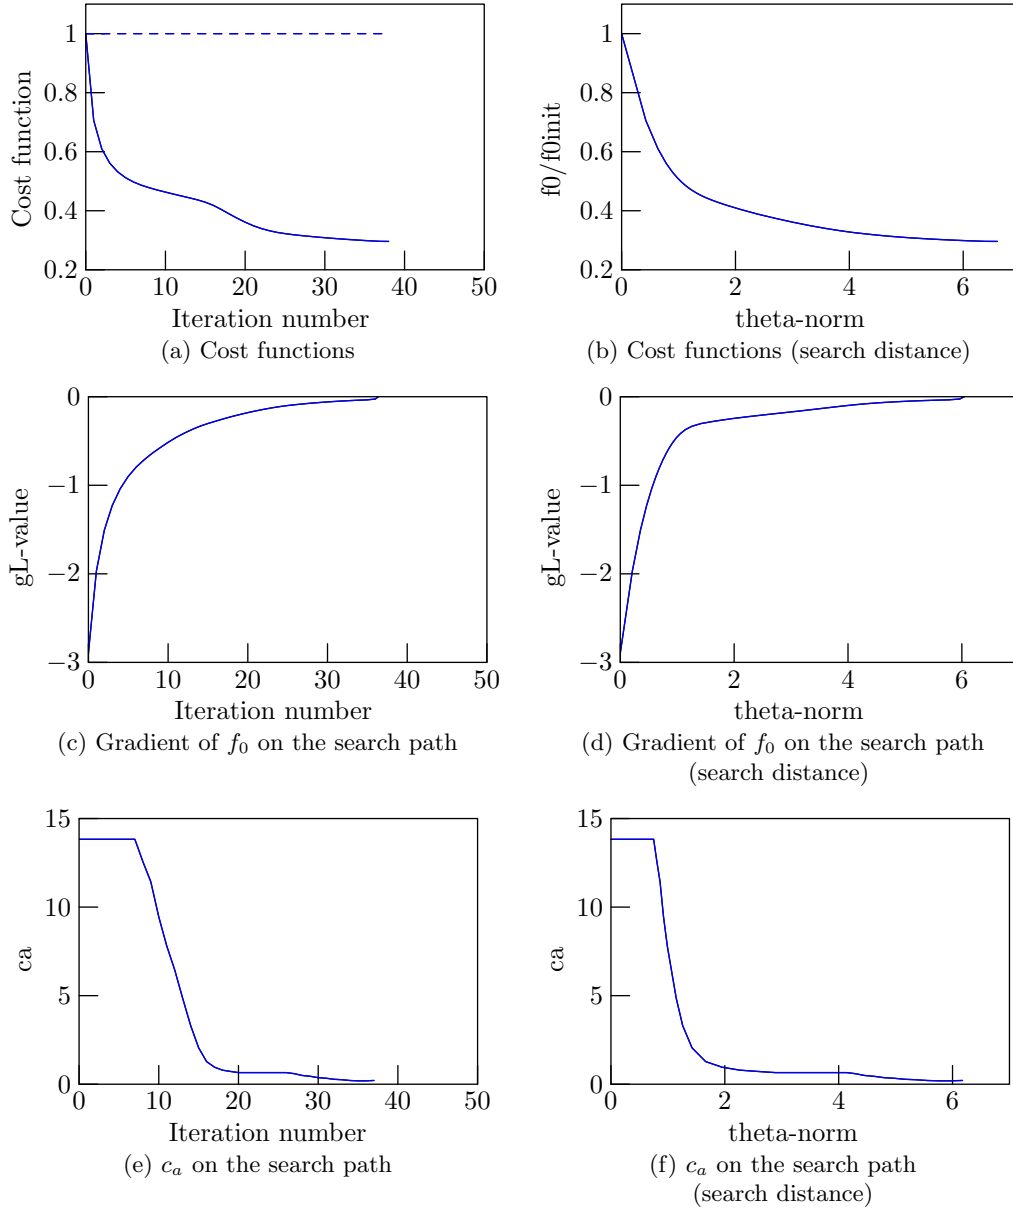 1
0.8
0.6
0.4
0.2
Cost function
0 10 20 30 40 50
Iteration number
(a) Cost functions
1
0.8
0.6
0.4
0.2
f0/f0init
0 2 4 6
theta-norm
(b) Cost functions (search distance)
0
−1
−2
−3
gL-value
0 10 20 30 40 50
Iteration number
(c) Gradient of f₀ on the search path
0
−1
−2
−3
gL-value
0 2 4 6
theta-norm
(d) Gradient of f₀ on the search path
(search distance)
15
10
5
0
ca
0 10 20 30 40 50
Iteration number
(e) cₐ on the search path
15
10
5
0
ca
0 2 4 6
theta-norm
(f) cₐ on the search path
(search distance)